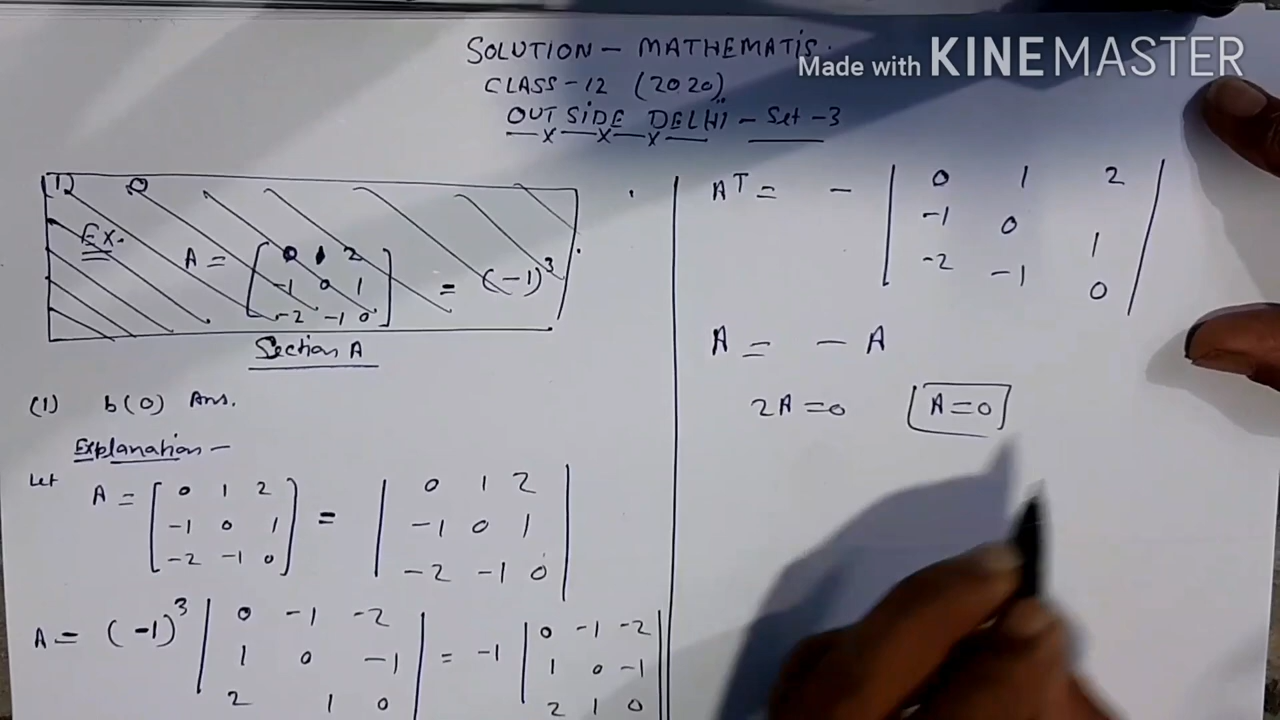 SOLUTION - MATHEMATIS.
Made with KINEMASTER
CLASS-12 (2020)
OUT SIDE DELHI - Set-3
Ex.
A = [ 0 1 2
-1 0 1
-2 -1 0 ] = (-1)³
Section A
(1) b(0) Ans.
Explanation -
Let
A = [ 0 1 2
-1 0 1
-2 -1 0 ] = | 0 1 2
-1 0 1
-2 -1 0 |
A = (-1)³ | 0 -1 -2
1 0 -1
2 1 0 | = -1 | 0 -1 -2
1 0 -1
2 1 0 |
Aᵀ = - | 0 1 2
-1 0 1
-2 -1 0 |
A = - A
2A = 0 A = 0